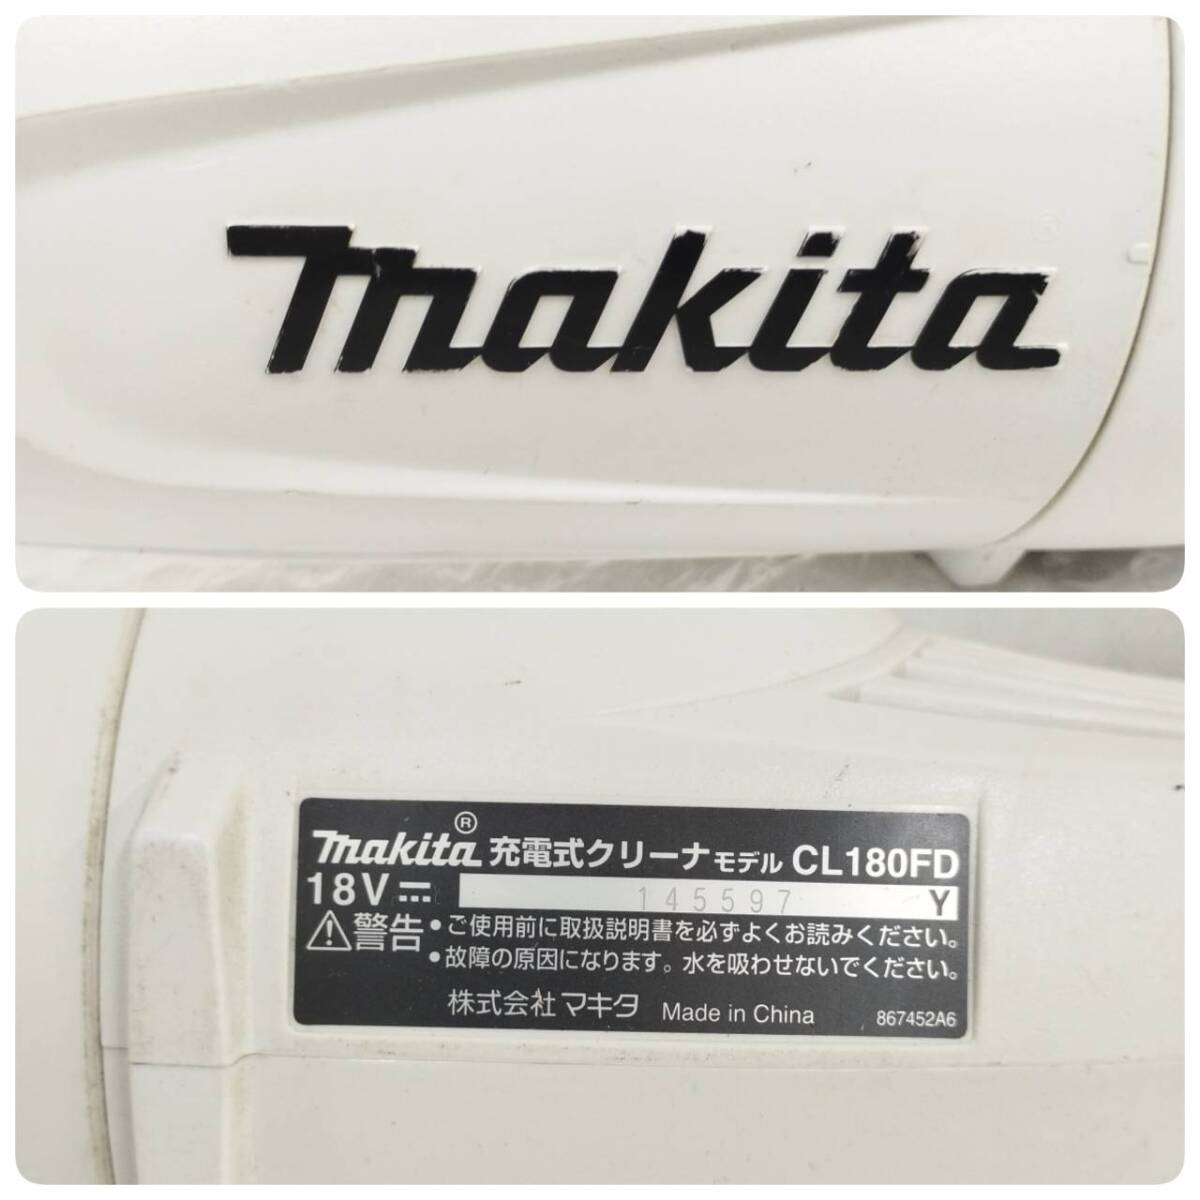 makita
makita® 充電式クリーナ モデル CL180FD
18V 145597 Y
警告 •ご使用前に取扱説明書を必ずよくお読みください。
•故障の原因になります。水を吸わせないでください。
株式会社 マキタ Made in China 867452A6